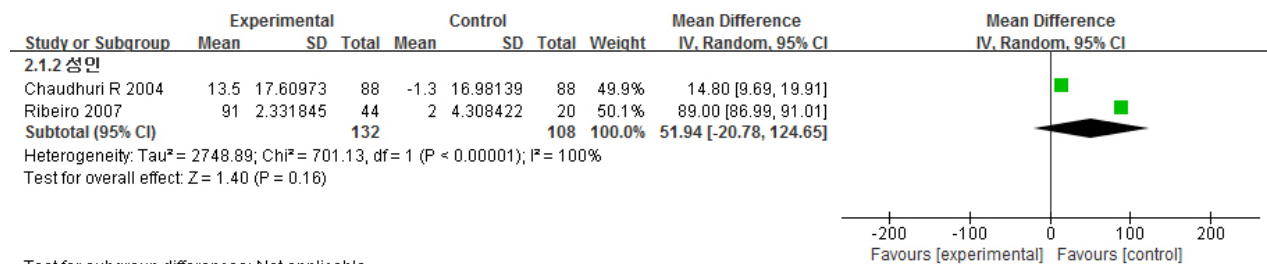 Experimental Control Mean Difference Mean Difference
Study or Subgroup Mean SD Total Mean SD Total Weight IV, Random, 95% CI IV, Random, 95% CI
2.1.2 성인
Chaudhuri R 2004 13.5 17.60973 88 -1.3 16.98139 88 49.9% 14.80 [9.69, 19.91]
Ribeiro 2007 91 2.331845 44 2 4.308422 20 50.1% 89.00 [86.99, 91.01]
Subtotal (95% CI) 132 108 100.0% 51.94 [-20.78, 124.65]
Heterogeneity: Tau² = 2748.89; Chi² = 701.13, df = 1 (P < 0.00001); I² = 100%
Test for overall effect: Z = 1.40 (P = 0.16)
-200 -100 0 100 200
Favours [experimental] Favours [control]